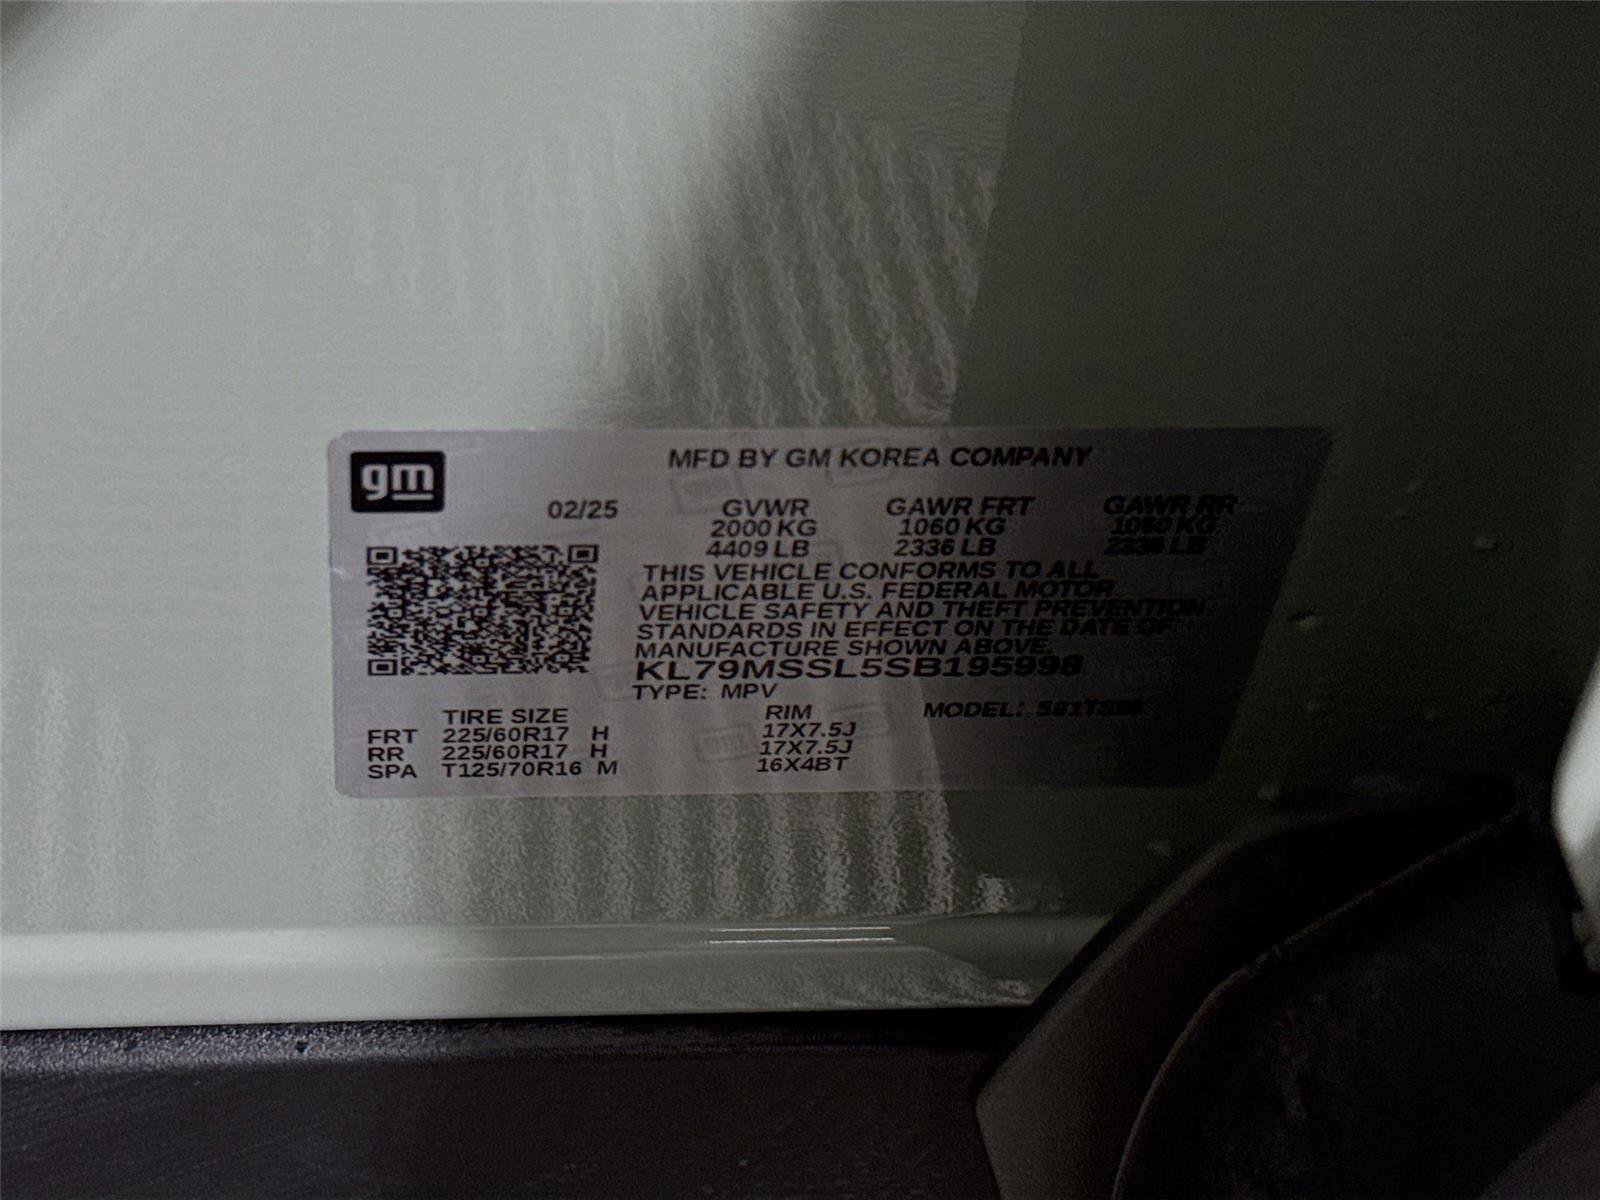 gm
MFD BY GM KOREA COMPANY
02/25 GVWR GAWR FRT GAWR RR
2000 KG 1060 KG 1060 KG
4409 LB 2336 LB 2336 LB
THIS VEHICLE CONFORMS TO ALL
APPLICABLE U.S. FEDERAL MOTOR
VEHICLE SAFETY AND THEFT PREVENTION
STANDARDS IN EFFECT ON THE DATE OF
MANUFACTURE SHOWN ABOVE.
KL79MSSL5SB195998
TYPE: MPV
TIRE SIZE RIM MODEL:
FRT 225/60R17 H 17X7.5J
RR 225/60R17 H 17X7.5J
SPA T125/70R16 M 16X4BT